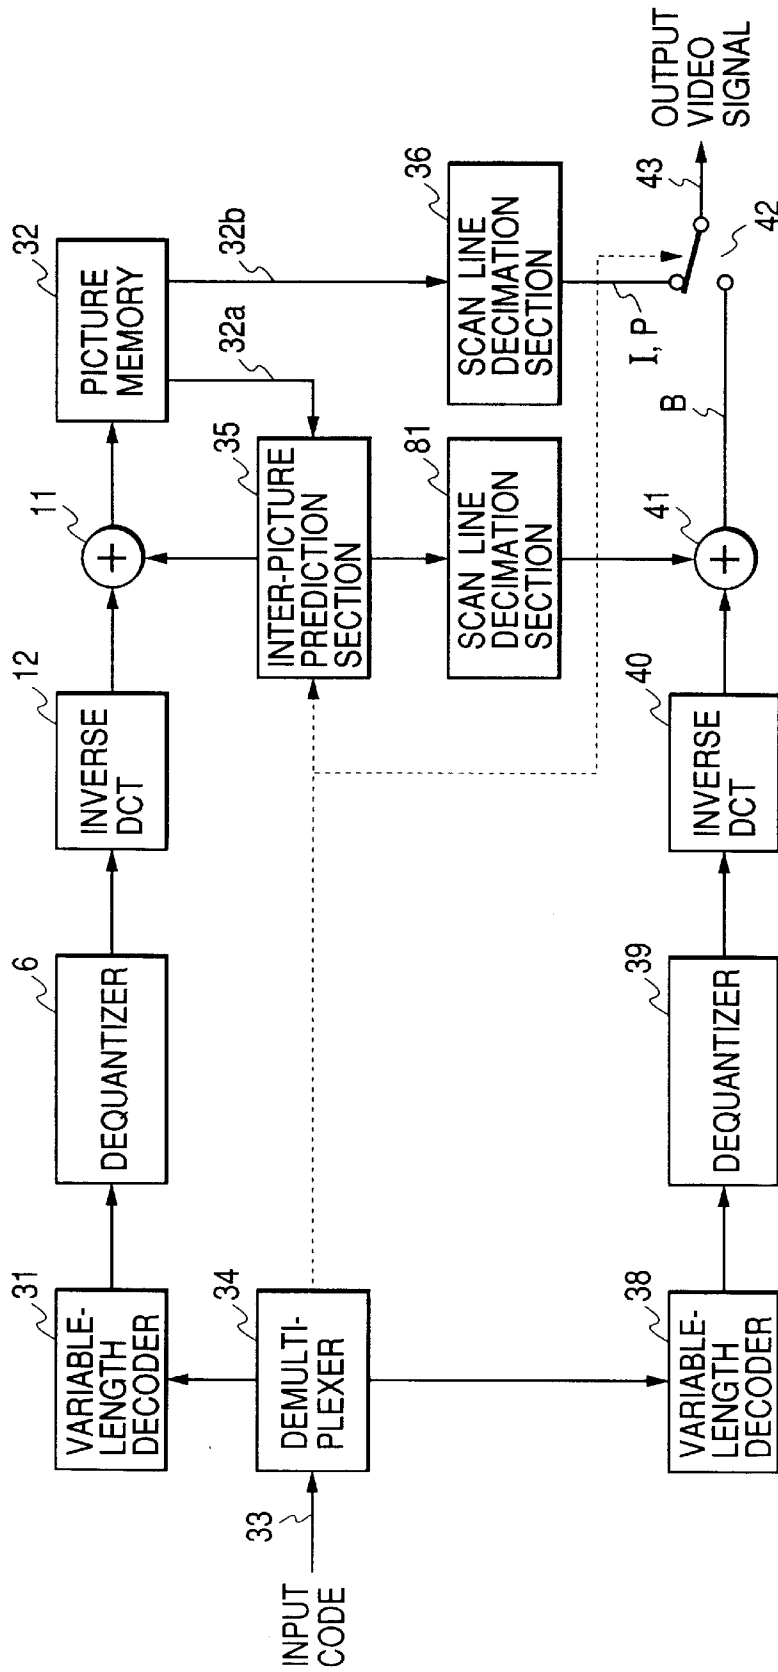 31
VARIABLE-
LENGTH
DECODER
6
DEQUANTIZER
12
INVERSE
DCT
11
+
32
PICTURE
MEMORY
32a
32b
INPUT
CODE
33
34
DEMULTI-
PLEXER
35
INTER-PICTURE
PREDICTION
SECTION
81
SCAN LINE
DECIMATION
SECTION
36
SCAN LINE
DECIMATION
SECTION
I, P
B
38
VARIABLE-
LENGTH
DECODER
39
DEQUANTIZER
40
INVERSE
DCT
41
+
42
43
OUTPUT
VIDEO
SIGNAL